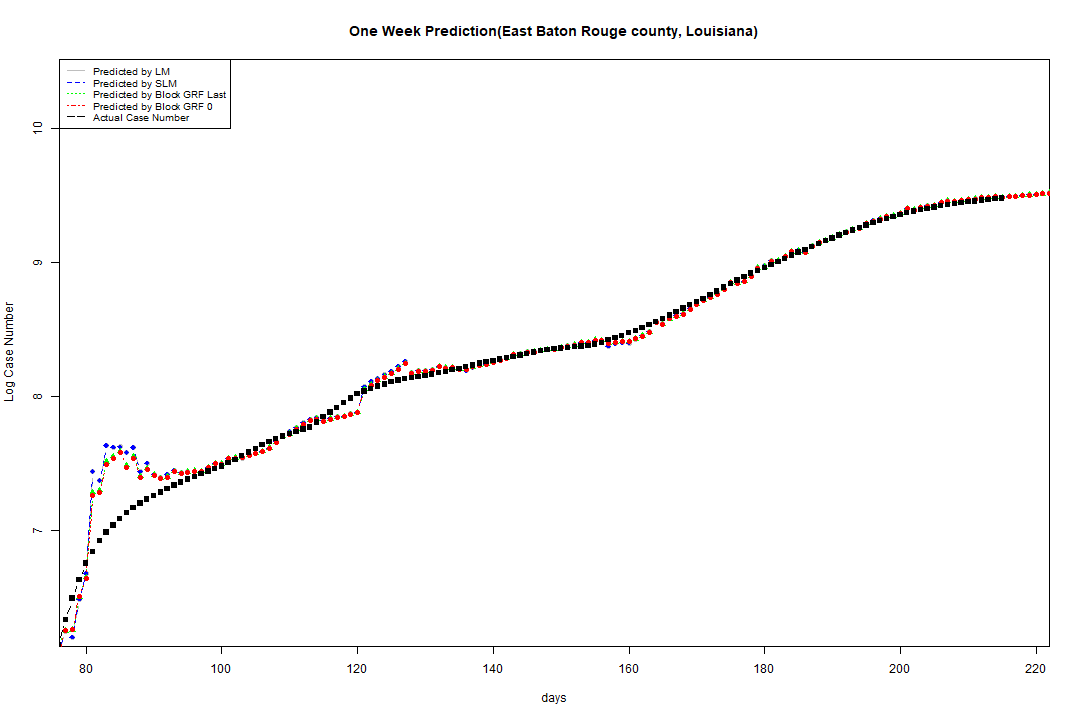 One Week Prediction(East Baton Rouge county, Louisiana)
Predicted by LM
Predicted by SLM
Predicted by Block GRF Last
Predicted by Block GRF 0
Actual Case Number
10
9
8
7
Log Case Number
80 100 120 140 160 180 200 220
days